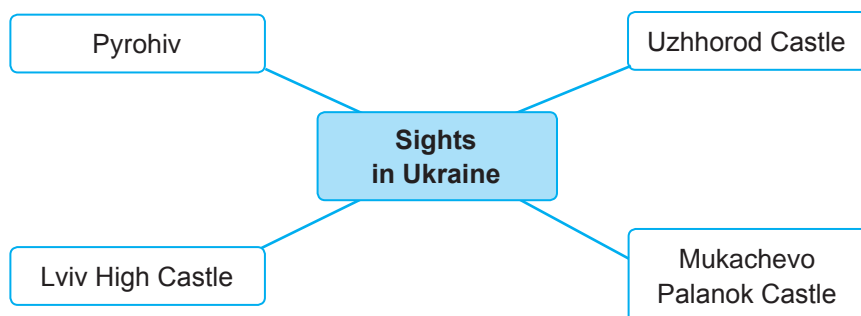 Pyrohiv
Uzhhorod Castle
Sights
in Ukraine
Lviv High Castle
Mukachevo
Palanok Castle